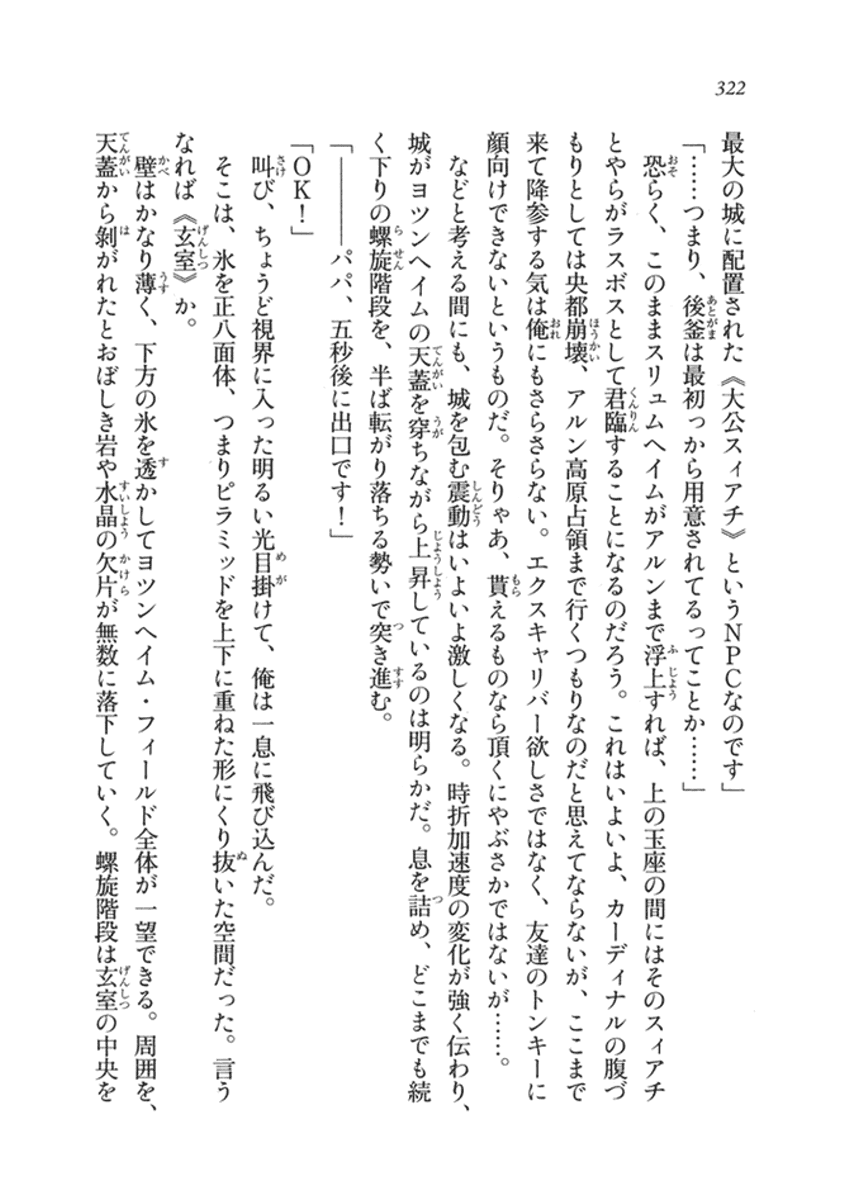 322
最大の城に配置された《大公スィアチ》というNPCなのです」
「……つまり、後釜は最初っから用意されてるってことか……」
恐らく、このままスリュムヘイムがアルンまで浮上すれば、上の玉座の間にはそのスィアチ
とやらがラスボスとして君臨することになるのだろう。これはいよいよ、カーディナルの腹づ
もりとしては央都崩壊、アルン高原占領まで行くつもりなのだと思えてならないが、ここまで
来て降参する気は俺にもさらさらない。エクスキャリバー欲しさではなく、友達のトンキーに
顔向けできないというものだ。そりゃあ、貰えるものなら頂くにやぶさかではないが……。
などと考える間にも、城を包む震動はいよいよ激しくなる。時折加速度の変化が強く伝わり、
城がヨツンヘイムの天蓋を穿ちながら上昇しているのは明らかだ。息を詰め、どこまでも続
く下りの螺旋階段を、半ば転がり落ちる勢いで突き進む。
「――――パパ、五秒後に出口です！」
「OK！」
叫び、ちょうど視界に入った明るい光目掛けて、俺は一息に飛び込んだ。
そこは、氷を正八面体、つまりピラミッドを上下に重ねた形にくり抜いた空間だった。言う
なれば《玄室》か。
壁はかなり薄く、下方の氷を透かしてヨツンヘイム・フィールド全体が一望できる。周囲を、
天蓋から剝がれたとおぼしき岩や水晶の欠片が無数に落下していく。螺旋階段は玄室の中央を